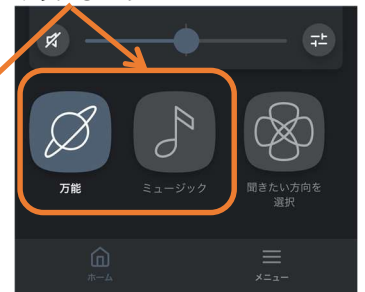 万能
ミュージック
聞きたい方向を
選択
ホーム
メニュー